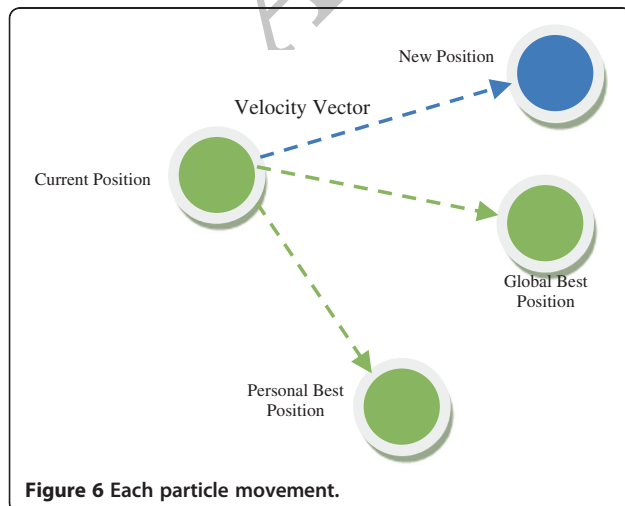 New Position
Velocity Vector
Current Position
Global Best
Position
Personal Best
Position
Figure 6 Each particle movement.